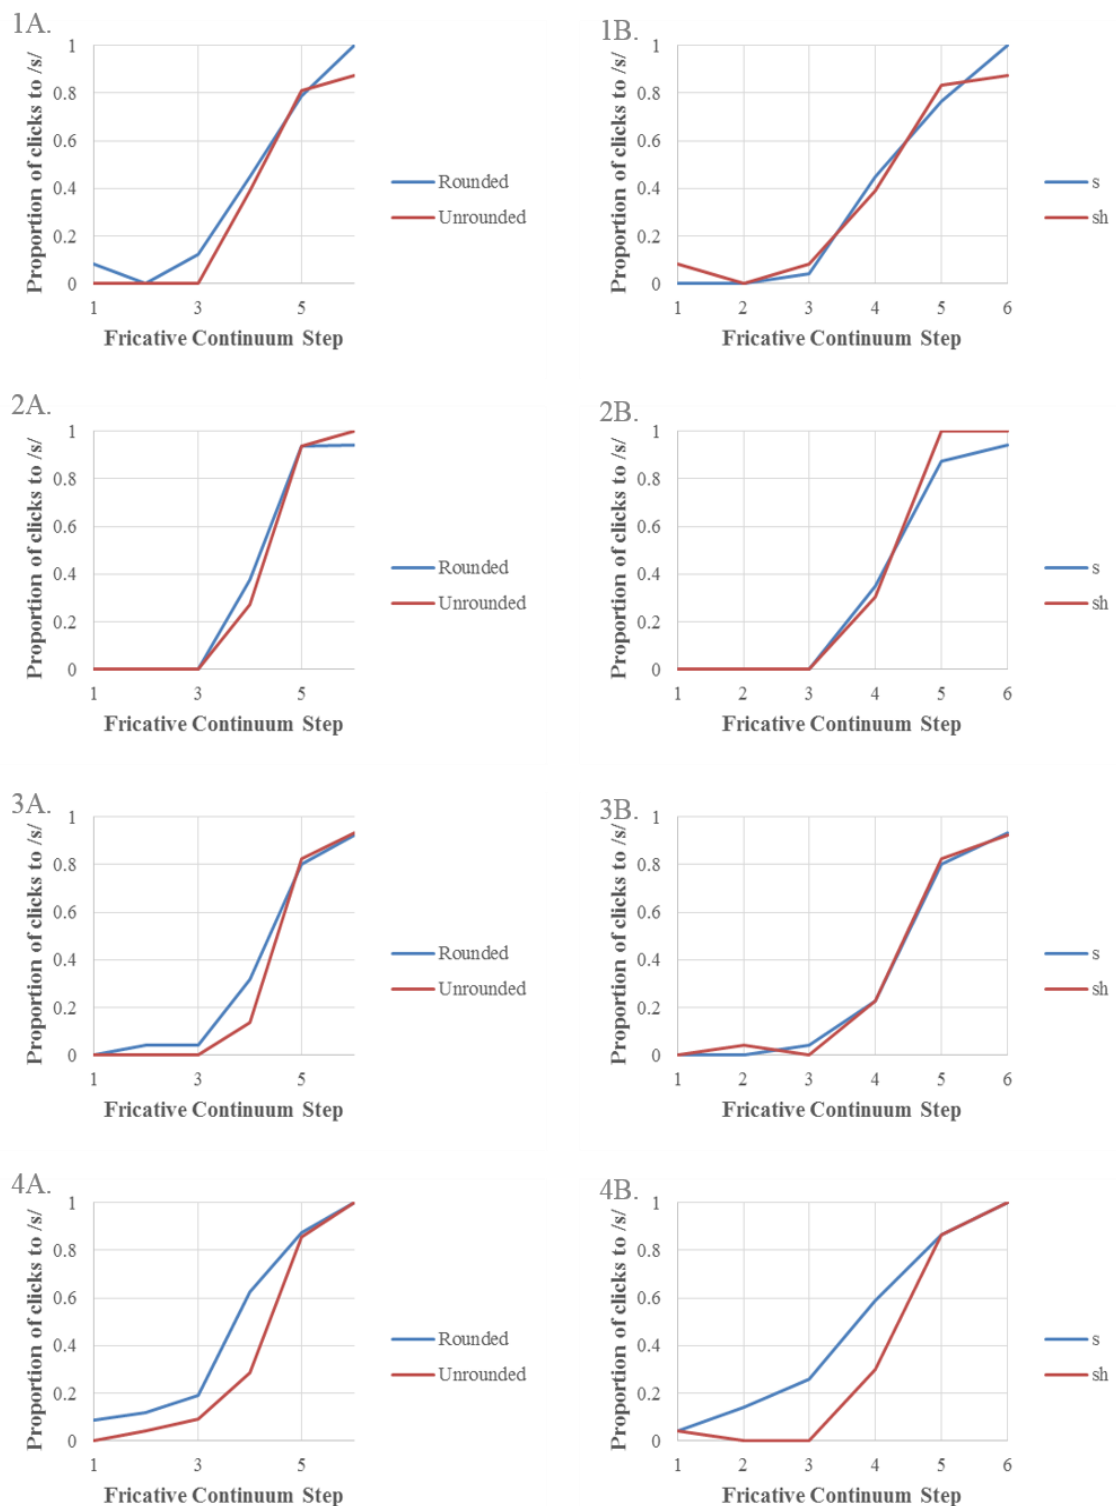 1A.
Proportion of clicks to /s/
1
0.8
0.6
0.4
0.2
0
1 3 5
Fricative Continuum Step
Rounded
Unrounded
1B.
Proportion of clicks to /s/
1
0.8
0.6
0.4
0.2
0
1 2 3 4 5 6
Fricative Continuum Step
s
sh
2A.
Proportion of clicks to /s/
1
0.8
0.6
0.4
0.2
0
1 3 5
Fricative Continuum Step
Rounded
Unrounded
2B.
Proportion of clicks to /s/
1
0.8
0.6
0.4
0.2
0
1 2 3 4 5 6
Fricative Continuum Step
s
sh
3A.
Proportion of clicks to /s/
1
0.8
0.6
0.4
0.2
0
1 3 5
Fricative Continuum Step
Rounded
Unrounded
3B.
Proportion of clicks to /s/
1
0.8
0.6
0.4
0.2
0
1 2 3 4 5 6
Fricative Continuum Step
s
sh
4A.
Proportion of clicks to /s/
1
0.8
0.6
0.4
0.2
0
1 3 5
Fricative Continuum Step
Rounded
Unrounded
4B.
Proportion of clicks to /s/
1
0.8
0.6
0.4
0.2
0
1 2 3 4 5 6
Fricative Continuum Step
s
sh